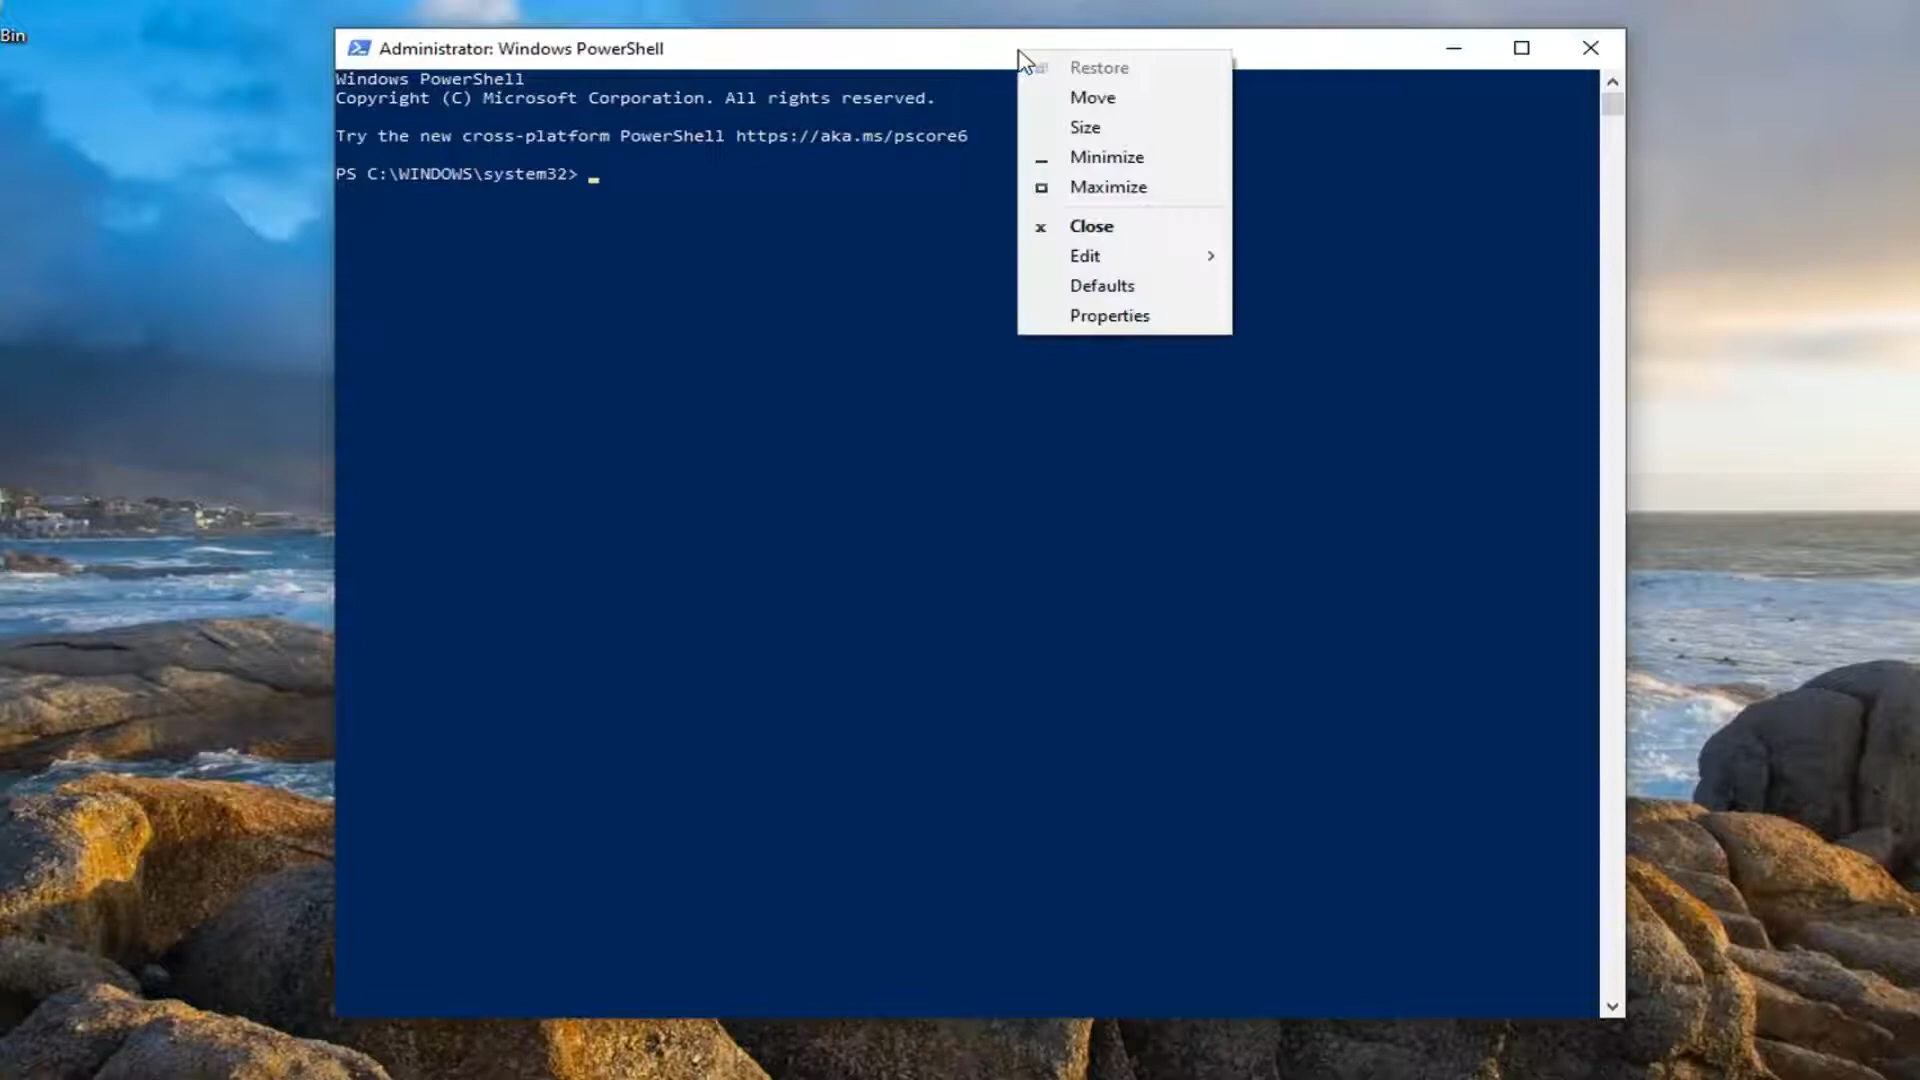 Bin
Administrator: Windows PowerShell
Windows PowerShell
Copyright (C) Microsoft Corporation. All rights reserved.
Try the new cross-platform PowerShell https://aka.ms/pscore6
PS C:\WINDOWS\system32>
Restore
Move
Size
Minimize
Maximize
Close
Edit
Defaults
Properties